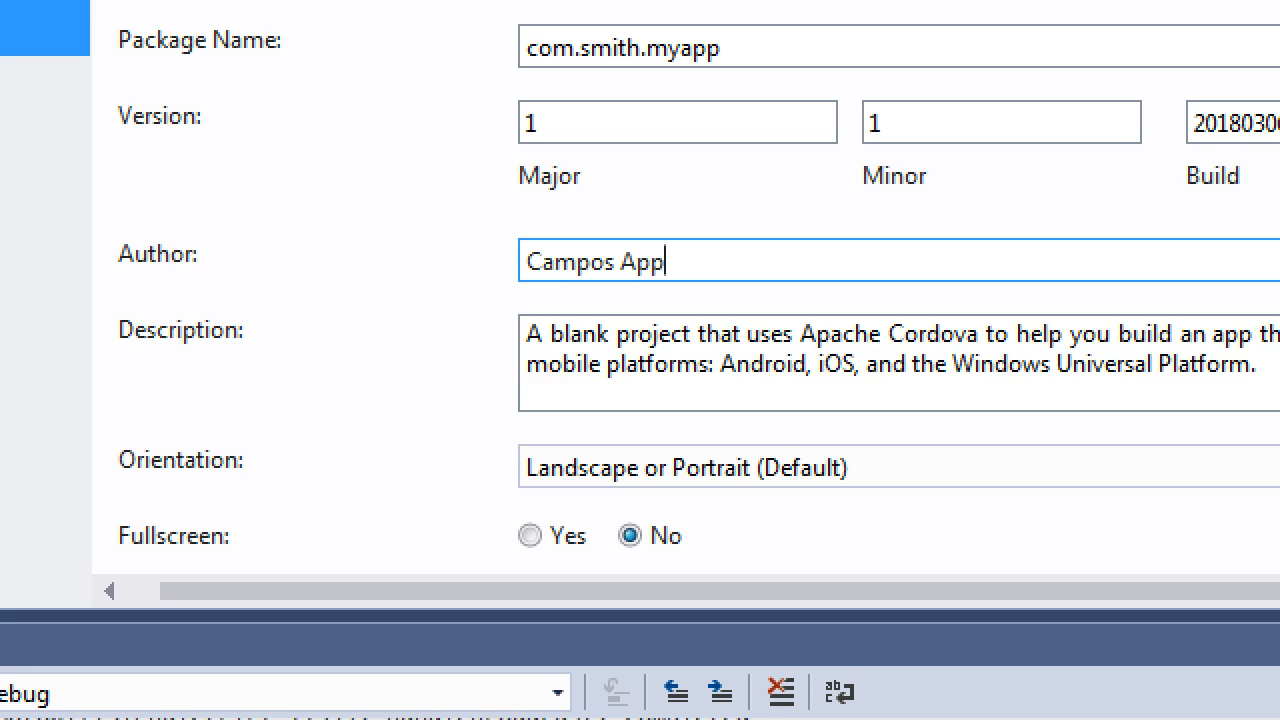 Package Name: com.smith.myapp
Version: 1 1
Major Minor Build
Author: Campos App
Description: A blank project that uses Apache Cordova to help you build an app
mobile platforms: Android, iOS, and the Windows Universal Platform.
Orientation: Landscape or Portrait (Default)
Fullscreen: Yes No
ebug